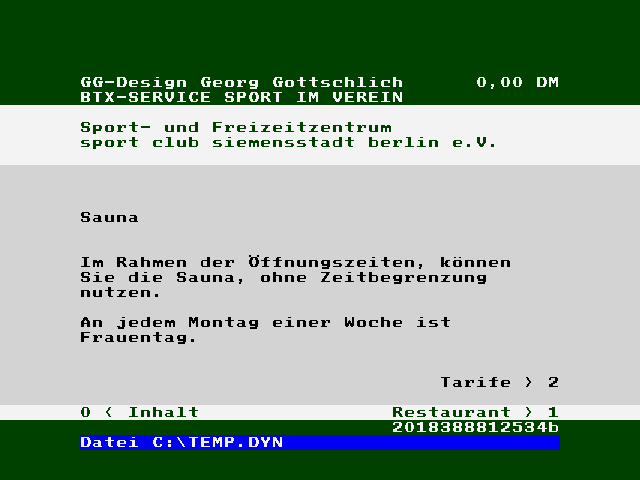 GG-Design Georg Gottschlich 0,00 DM
BTX-SERVICE SPORT IM VEREIN
Sport- und Freizeitzentrum
sport club siemensstadt berlin e.V.
Sauna
Im Rahmen der Öffnungszeiten, können
Sie die Sauna, ohne Zeitbegrenzung
nutzen.
An jedem Montag einer Woche ist
Frauentag.
Tarife > 2
0 < Inhalt Restaurant > 1
2018388812534b
Datei C:\TEMP.DYN